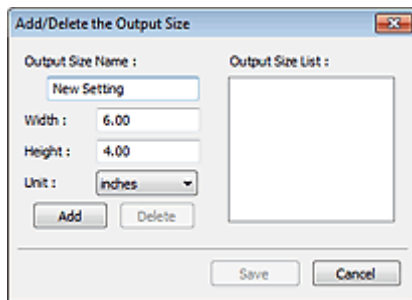 Add/Delete the Output Size
Output Size Name :
Output Size List :
New Setting
Width : 6.00
Height : 4.00
Unit : inches
Add Delete
Save Cancel